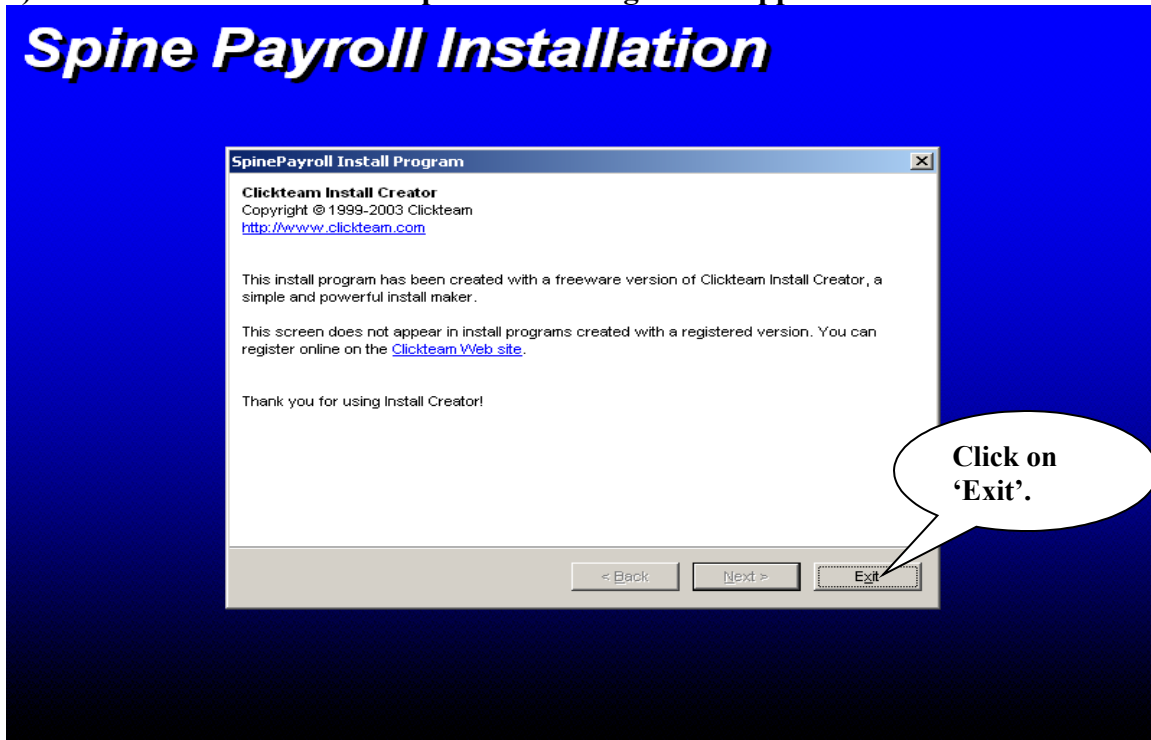 Spine Payroll Installation
SpinePayroll Install Program
Clickteam Install Creator
Copyright © 1999-2003 Clickteam
http://www.clickteam.com
This install program has been created with a freeware version of Clickteam Install Creator, a
simple and powerful install maker.
This screen does not appear in install programs created with a registered version. You can
register online on the Clickteam Web site.
Thank you for using Install Creator!
Click on
‘Exit’.
< Back
Next >
Exit